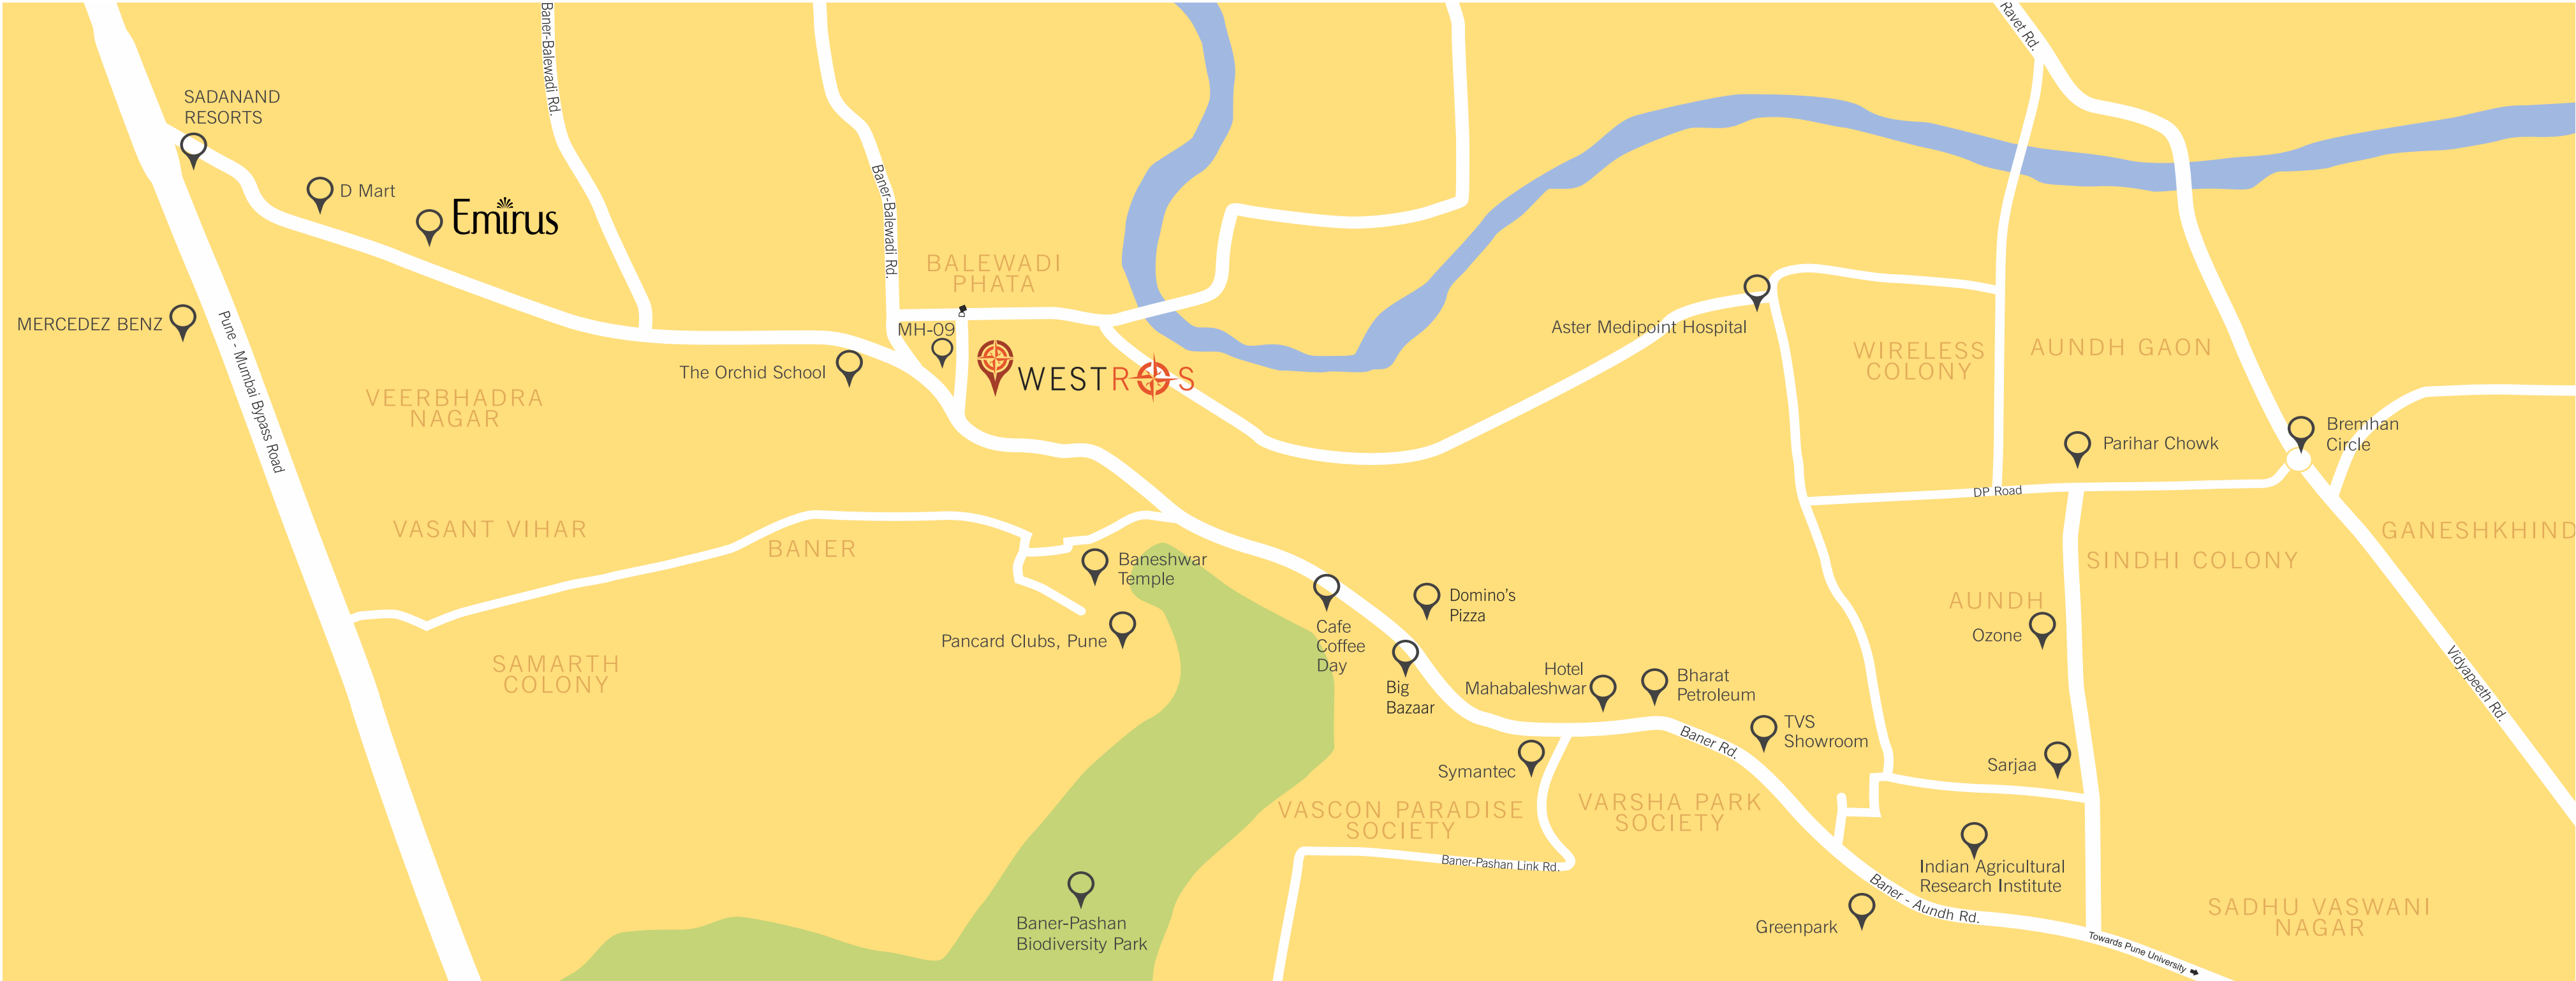 Baner-Balewadi Rd.
Ravet Rd.
SADANAND
RESORTS
D Mart
Emirus
Baner-Balewadi Rd.
BALEWADI
PHATA
MERCEDEZ BENZ
Pune - Mumbai Bypass Road
MH-09
The Orchid School
WESTROS
Aster Medipoint Hospital
WIRELESS
COLONY
AUNDH GAON
VEERBHADRA
NAGAR
Parihar Chowk
Bremhan
Circle
DP Road
VASANT VIHAR
BANER
Baneshwar
Temple
SINDHI COLONY
GANESHKHIND
Domino's
Pizza
AUNDH
Ozone
Cafe
Coffee
Day
Pancard Clubs, Pune
SAMARTH
COLONY
Big
Bazaar
Hotel
Mahabaleshwar
Bharat
Petroleum
Vidyapeeth Rd.
Baner Rd.
TVS
Showroom
Symantec
Sarjaa
VASCON PARADISE
SOCIETY
VARSHA PARK
SOCIETY
Baner-Pashan Link Rd.
Indian Agricultural
Research Institute
Baner - Aundh Rd.
Baner-Pashan
Biodiversity Park
Greenpark
SADHU VASWANI
NAGAR
Towards Pune University